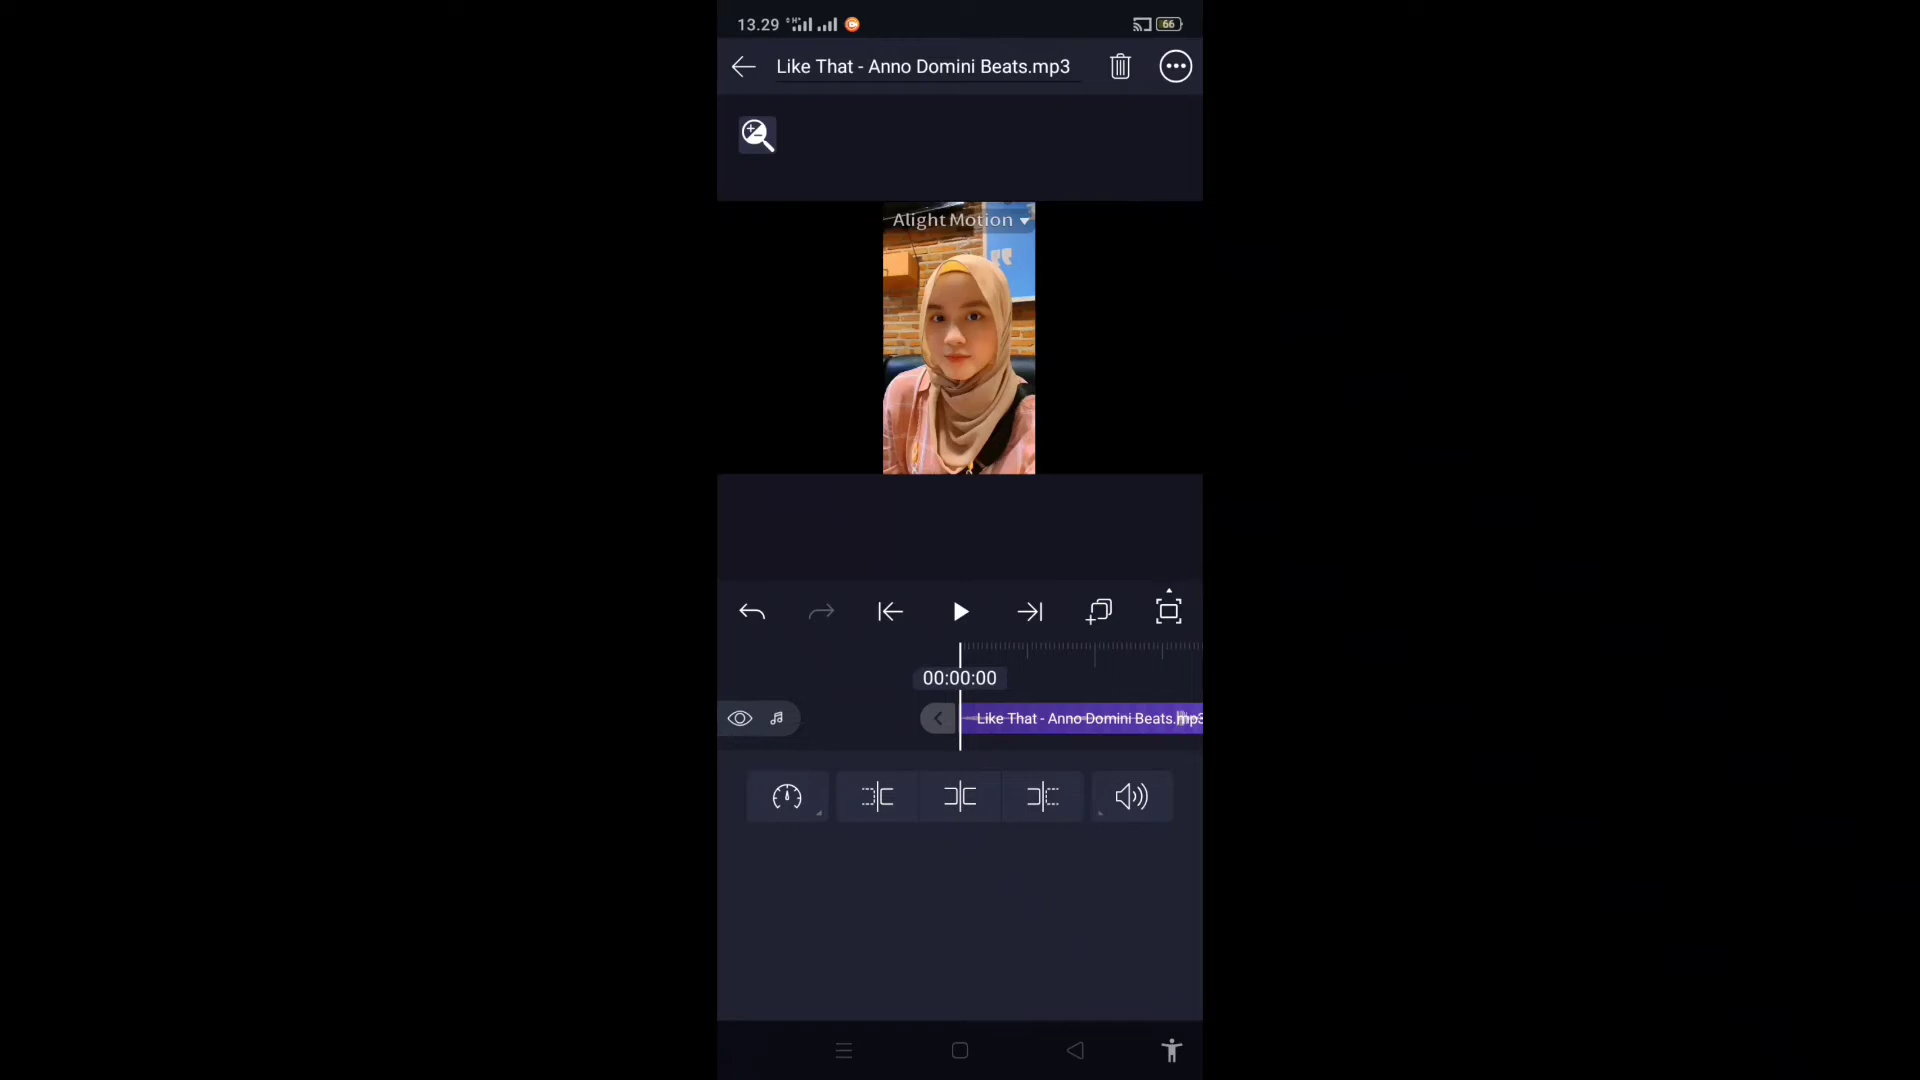 13.29
66
Like That - Anno Domini Beats.mp3
Alight Motion
00:00:00
Like That - Anno Domini Beats.mp3